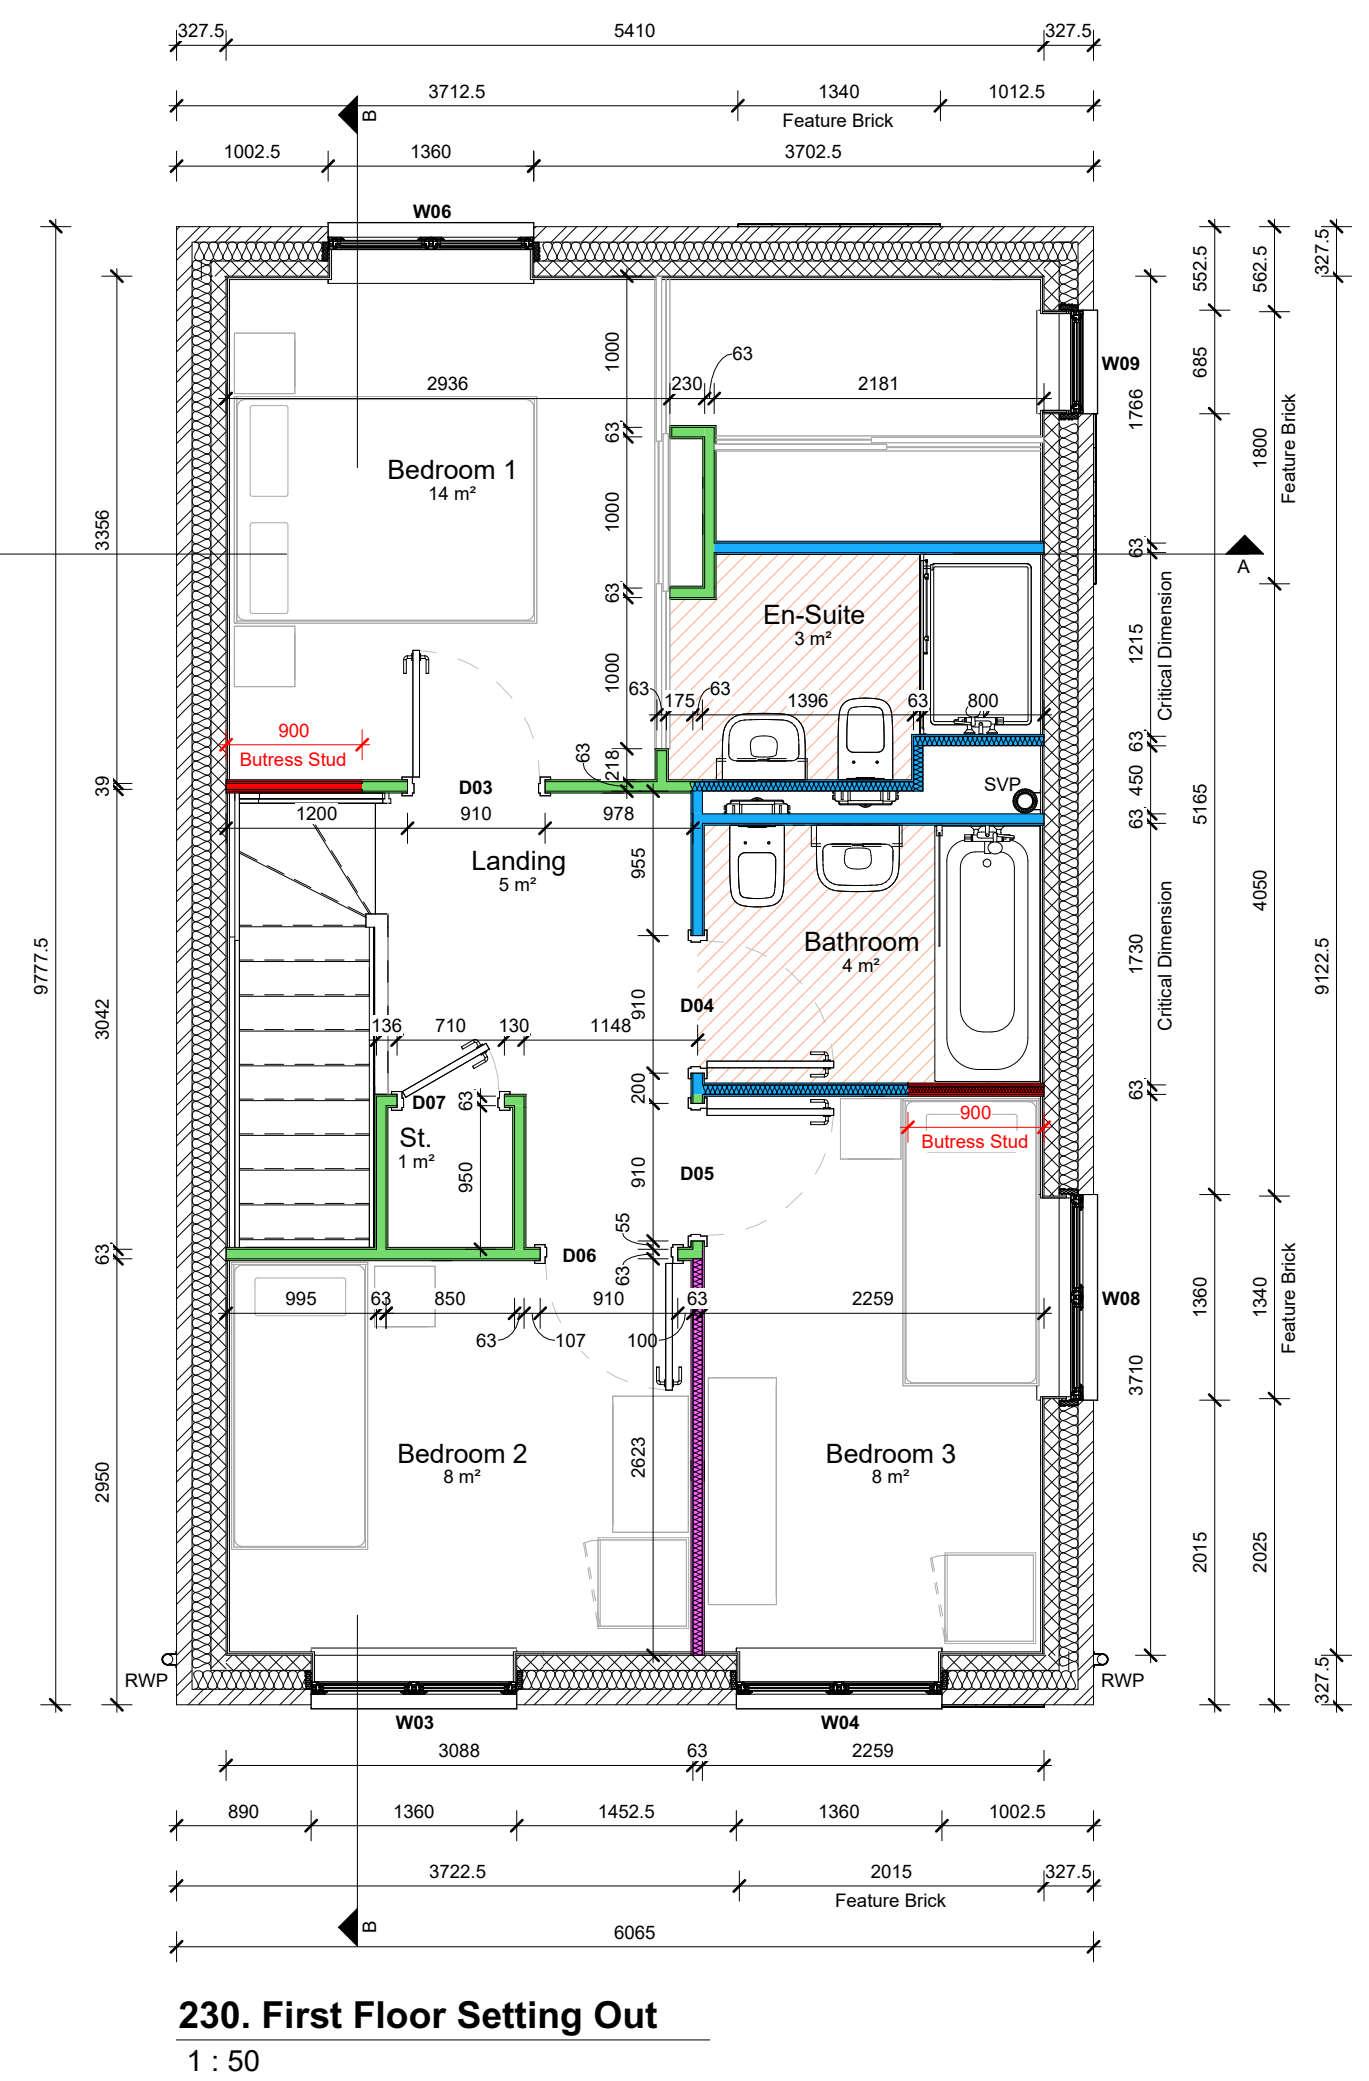 327.5 5410 327.5
3712.5 1340 1012.5
Feature Brick
B
1002.5 1360 3702.5
W06
327.5
552.5
562.5
1000
63
W09
685
2936 230 2181
1766
Feature Brick
63
1800
Bedroom 1
14 m²
1000
3356
63
A
63
En-Suite
3 m²
1215
Critical Dimension
1000
63 175 63 1396 63 800
900
Butress Stud
63
218
63
39
D03
SVP
450
1200 910 978
63
5165
Landing
5 m²
955
4050
Bathroom
4 m²
1730
Critical Dimension
9777.5
9122.5
3042
910
D04
136 710 130 1148
200
63
D07
63
900
Butress Stud
St.
1 m²
950
910
D05
55
63
D06
63
995 63 850 910 63 2259
63 107 100
W08
1360
1340
Feature Brick
3710
Bedroom 2
8 m²
2623
Bedroom 3
8 m²
2950
2015
2025
RWP
RWP
327.5
W03
W04
3088 63 2259
890 1360 1452.5 1360 1002.5
3722.5 2015 327.5
Feature Brick
B
6065
230. First Floor Setting Out
1 : 50